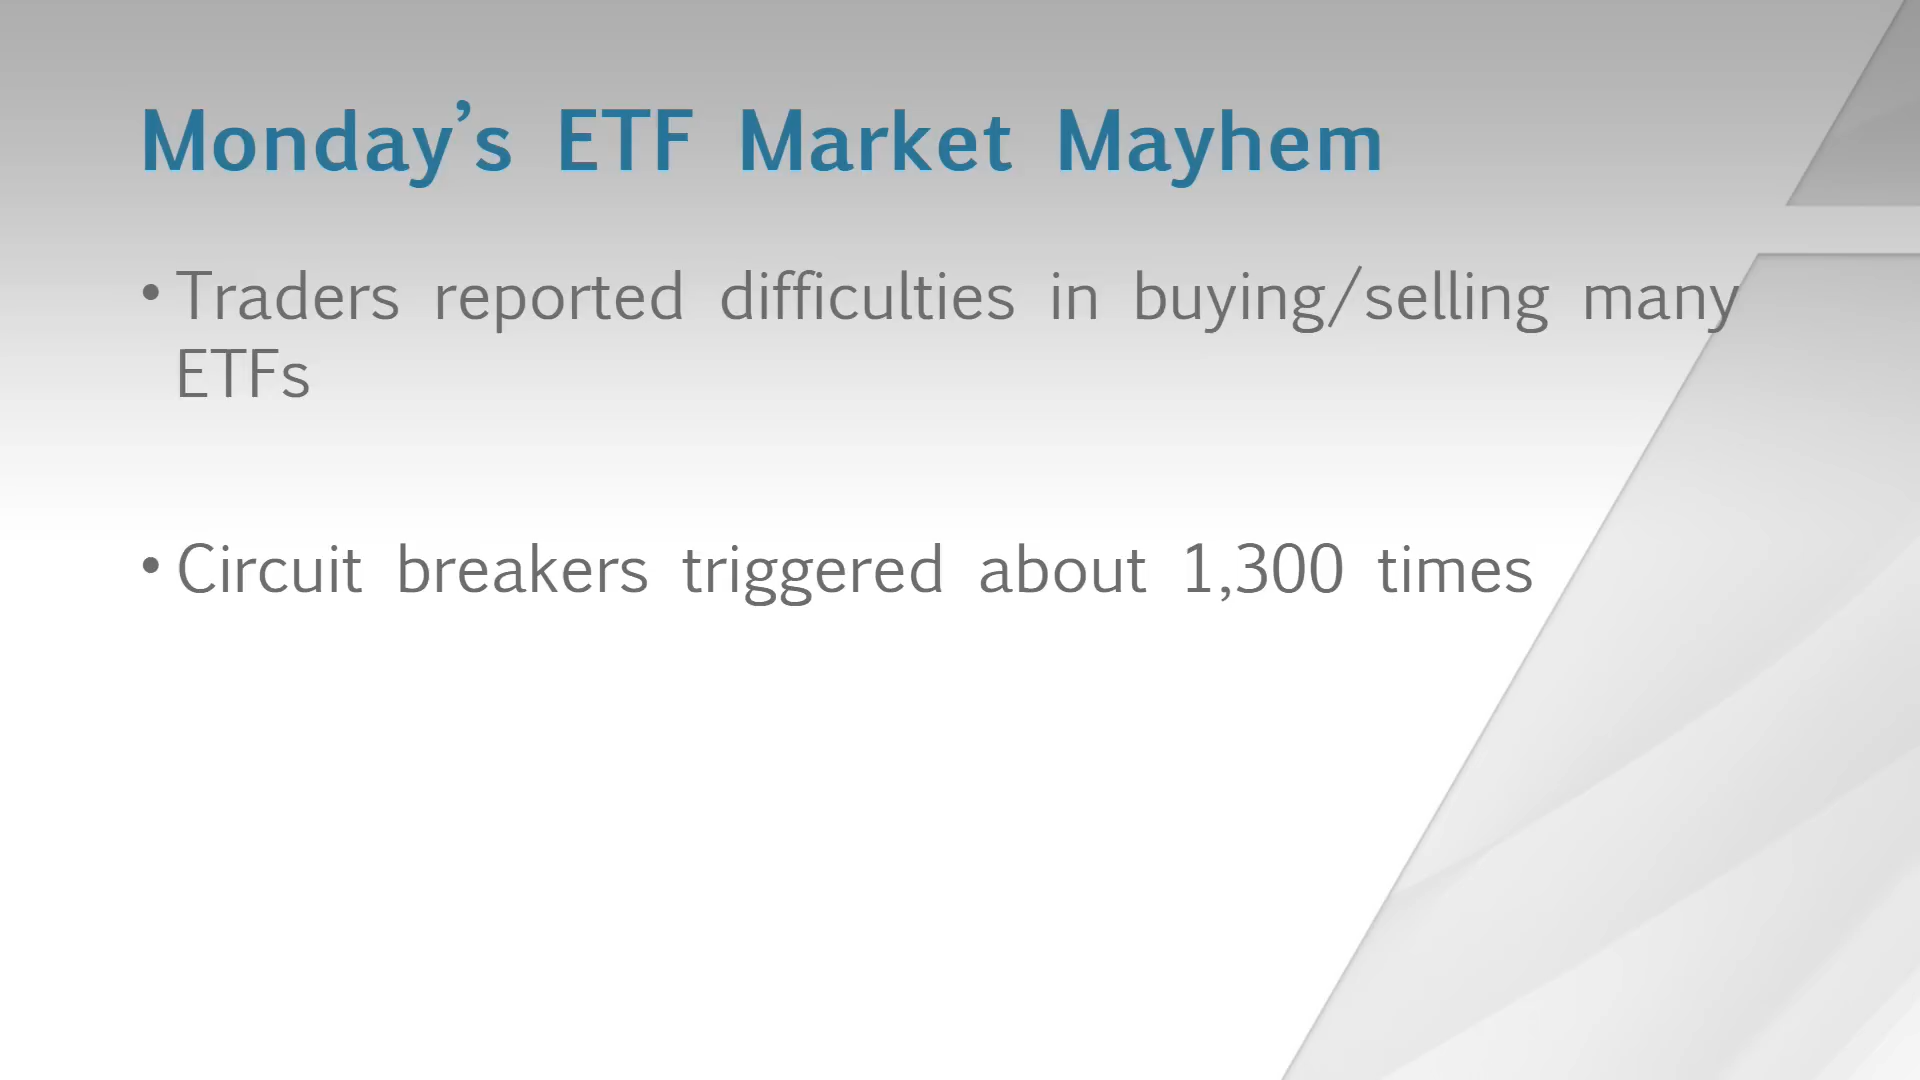 Monday’s ETF Market Mayhem
• Traders reported difficulties in buying/selling many
ETFs
• Circuit breakers triggered about 1,300 times